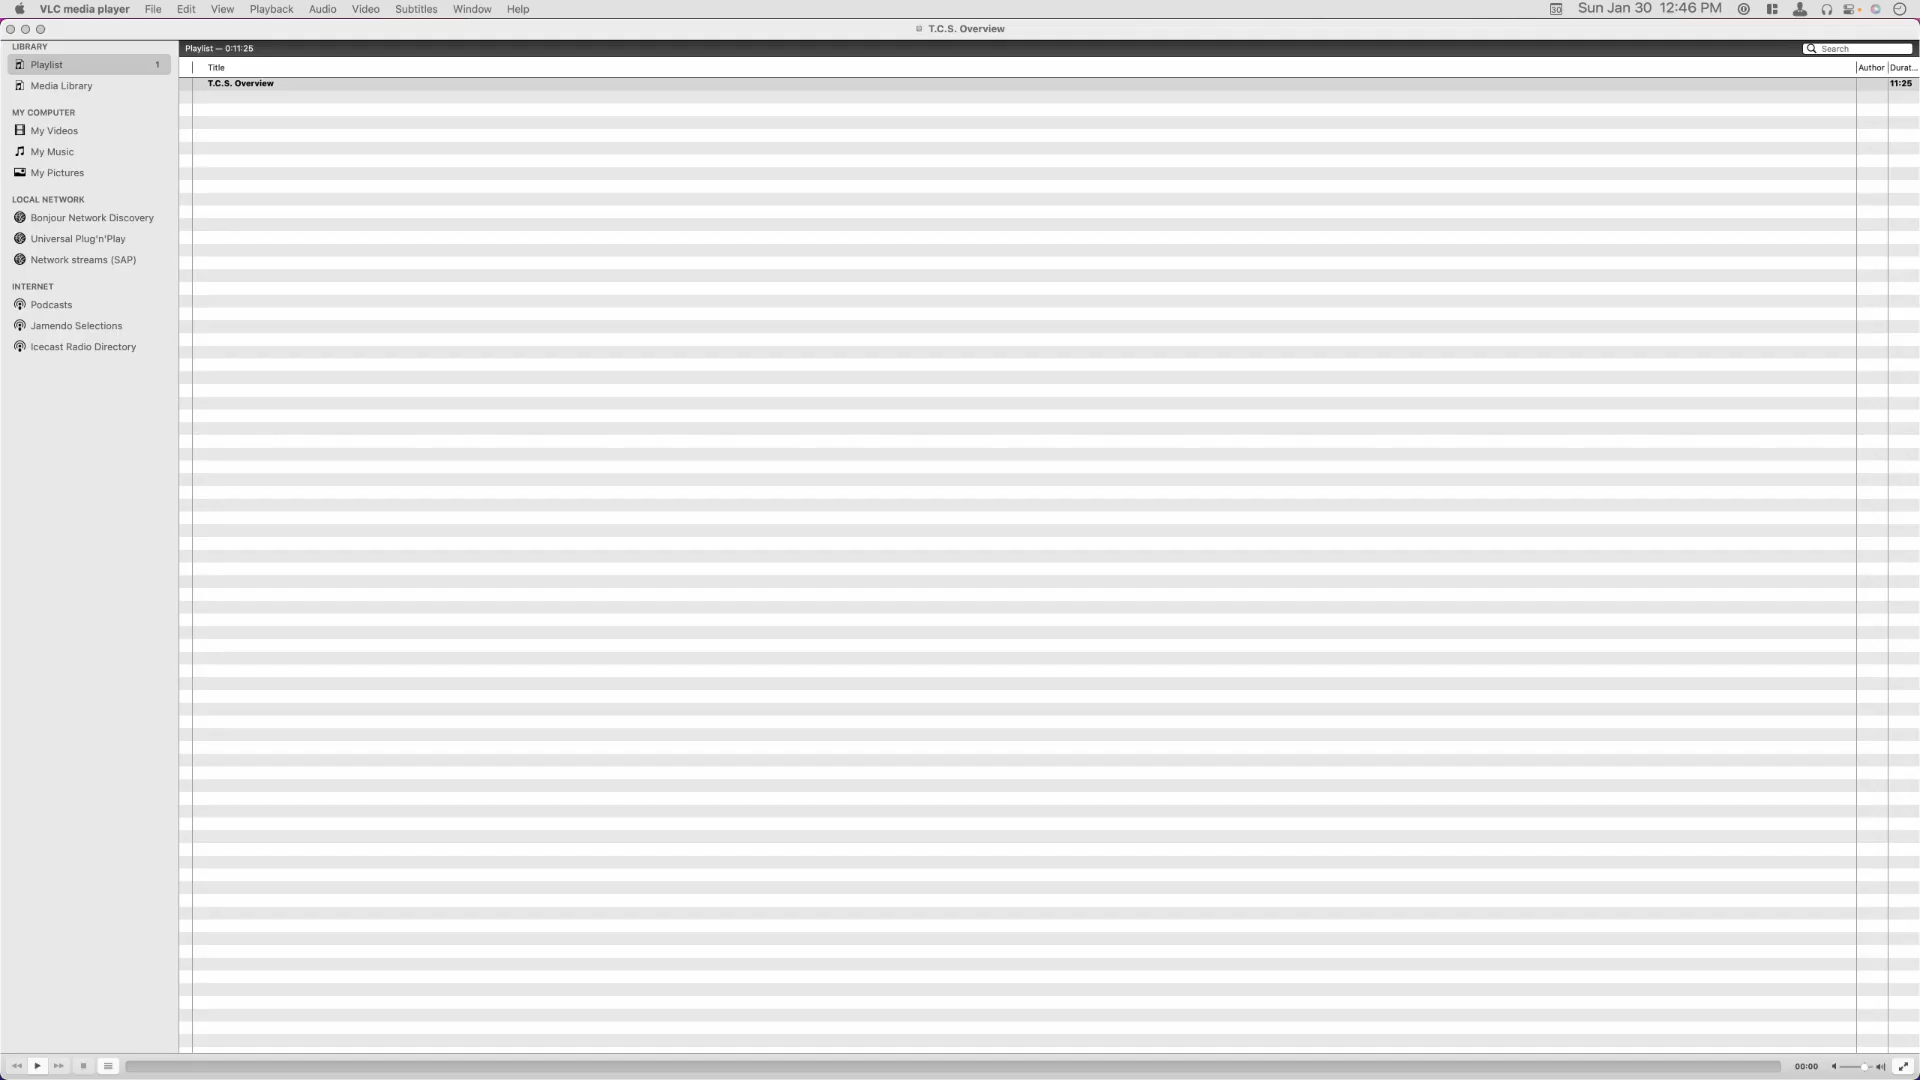 VLC media player File Edit View Playback Audio Video Subtitles Window Help 30 Sun Jan 30 12:46 PM
T.C.S. Overview
LIBRARY
Playlist 1
Media Library
MY COMPUTER
My Videos
My Music
My Pictures
LOCAL NETWORK
Bonjour Network Discovery
Universal Plug'n'Play
Network streams (SAP)
INTERNET
Podcasts
Jamendo Selections
Icecast Radio Directory
Playlist — 0:11:25 Search
Title Author Durat...
T.C.S. Overview 11:25
00:00